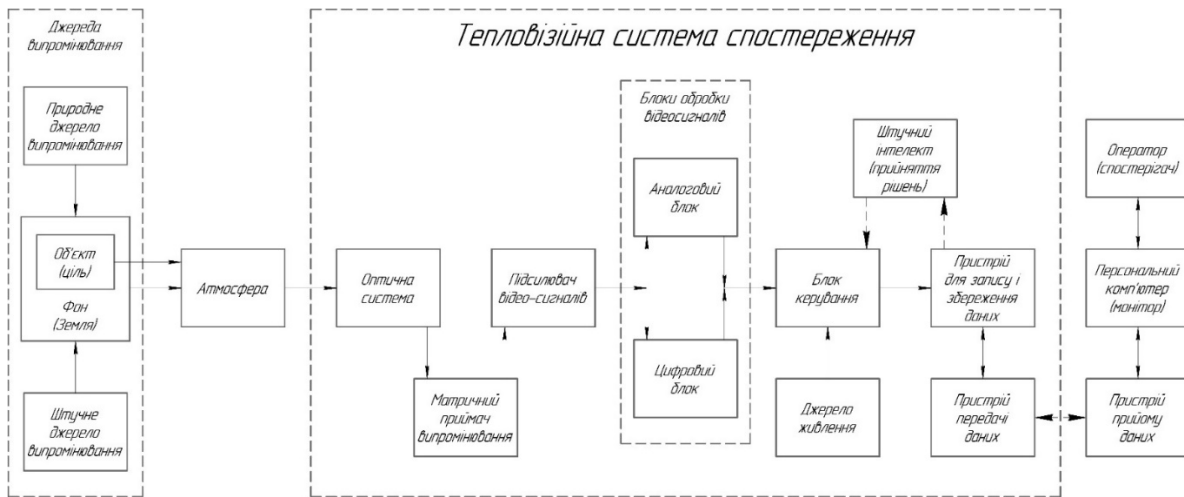 Джерела
випромінювання
Природне
джерело
випромінювання
Об'єкт
(ціль)
Фон
(Земля)
Штучне
джерело
випромінювання
Атмосфера
Тепловізійна система спостереження
Оптична
система
Матричний
приймач
випромінювання
Підсилювач
відео-сигналів
Блоки обробки
відеосигналів
Аналоговий
блок
Цифровий
блок
Штучний
інтелект
(прийняття
рішень)
Блок
керування
Джерело
живлення
Пристрій
для запису і
збереження
даних
Пристрій
передачі
даних
Оператор
(спостерігач)
Персональний
комп'ютер
(монітор)
Пристрій
прийому
даних